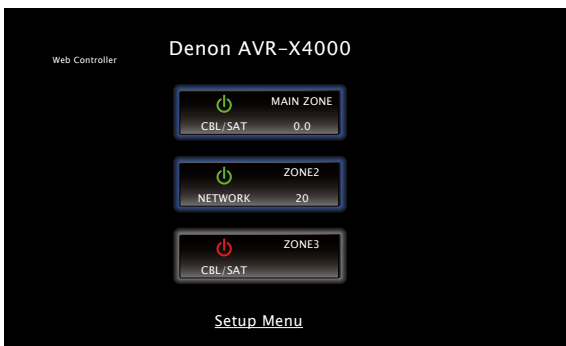 Denon AVR-X4000
Web Controller
MAIN ZONE
CBL/SAT 0.0
ZONE2
NETWORK 20
ZONE3
CBL/SAT
Setup Menu